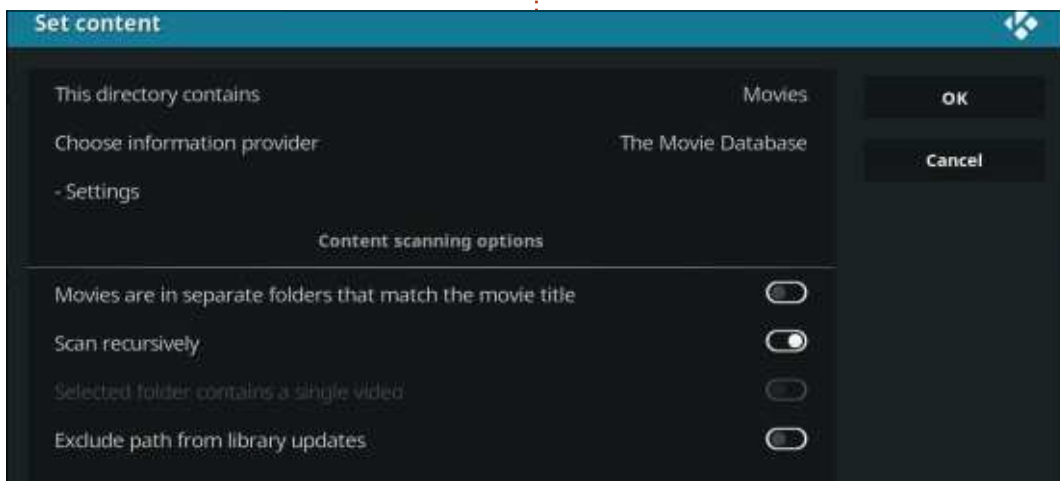 Set content
This directory contains Movies
OK
Choose information provider The Movie Database
Cancel
- Settings
Content scanning options
Movies are in separate folders that match the movie title
Scan recursively
Selected folder contains a single video
Exclude path from library updates